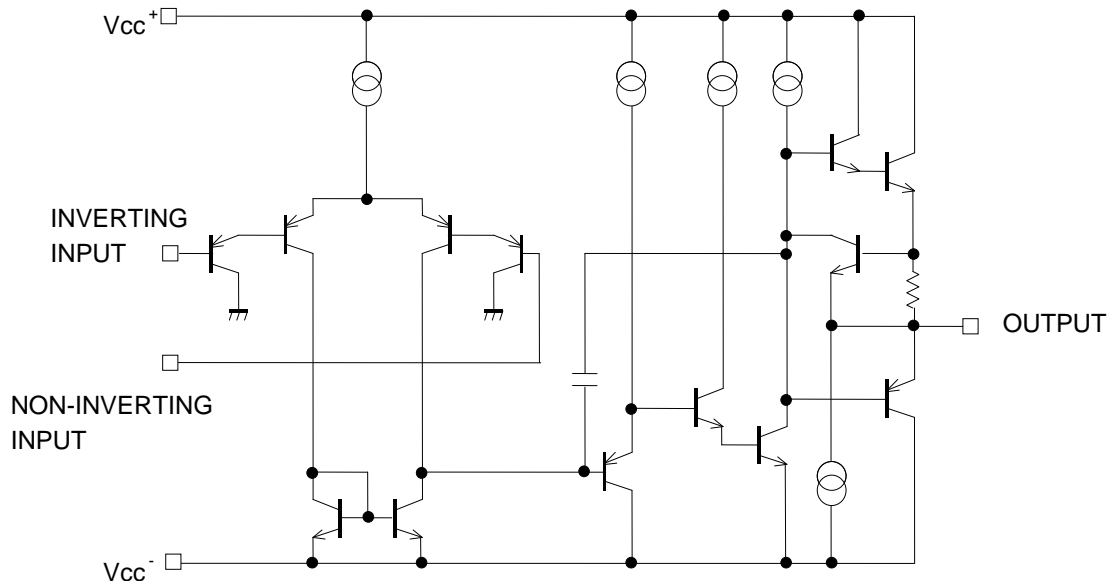 Vcc+
INVERTING
INPUT
OUTPUT
NON-INVERTING
INPUT
Vcc-